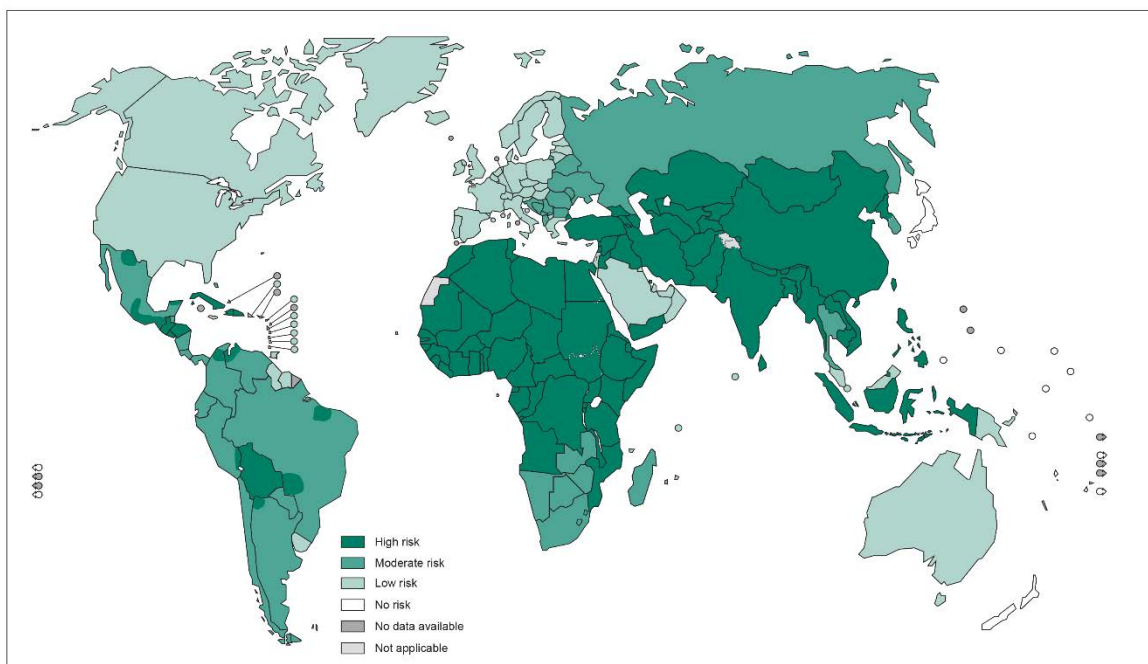 High risk
Moderate risk
Low risk
No risk
No data available
Not applicable